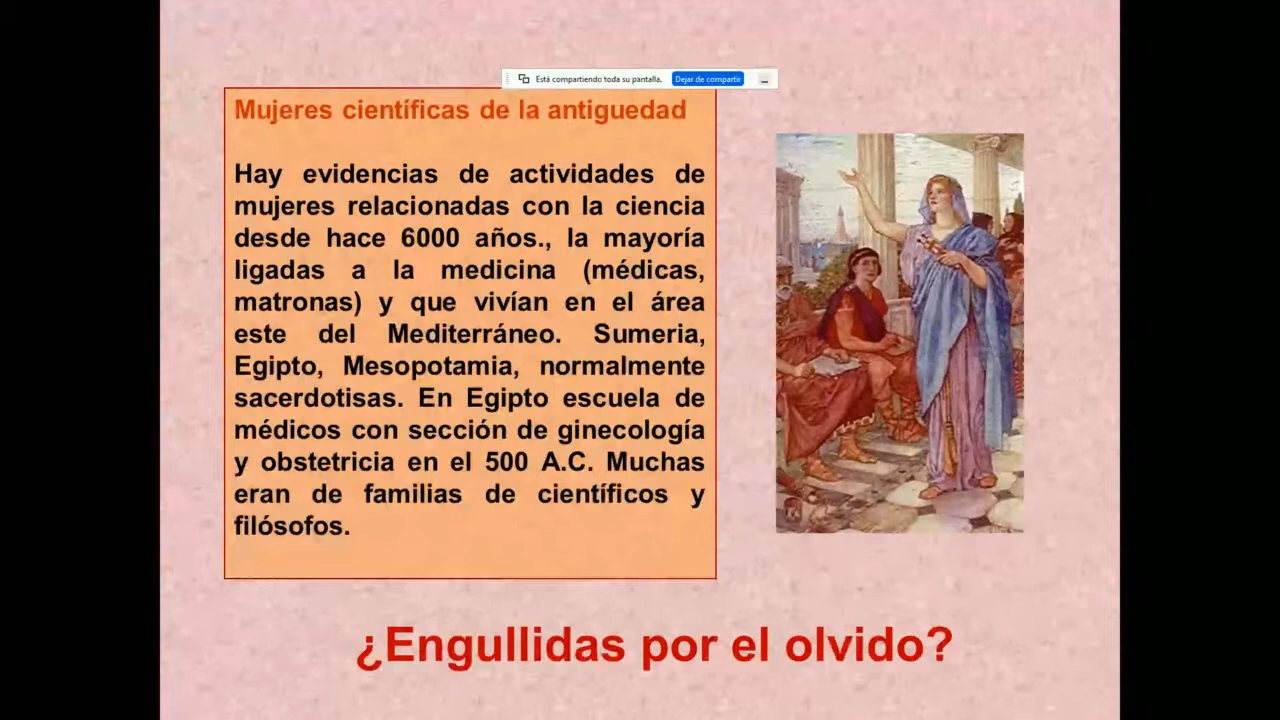 Está compartiendo toda su pantalla. Dejar de compartir
Mujeres científicas de la antiguedad
Hay evidencias de actividades de
mujeres relacionadas con la ciencia
desde hace 6000 años., la mayoría
ligadas a la medicina (médicas,
matronas) y que vivían en el área
este del Mediterráneo. Sumeria,
Egipto, Mesopotamia, normalmente
sacerdotisas. En Egipto escuela de
médicos con sección de ginecología
y obstetricia en el 500 A.C. Muchas
eran de familias de científicos y
filósofos.
¿Engullidas por el olvido?